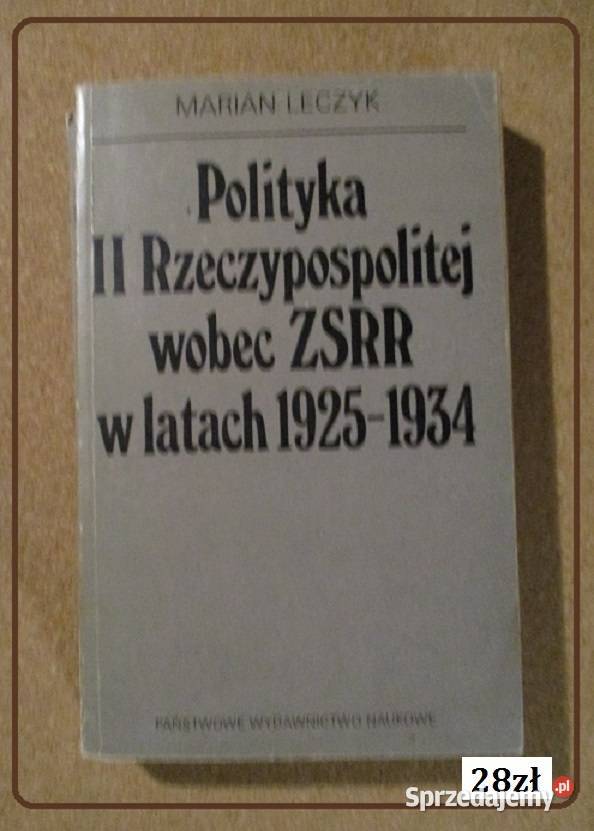 MARIAN LECZYK
Polityka
II Rzeczypospolitej
wobec ZSRR
w latach 1925-1934
PAŃSTWOWE WYDAWNICTWO NAUKOWE
28zł
Sprzedajemy.pl